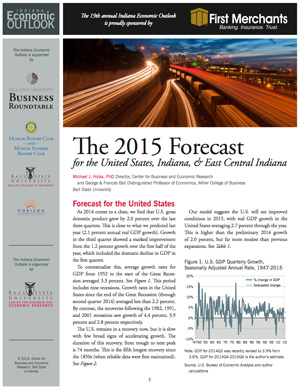 INDIANA
ECONOMIC
OUTLOOK
The 19th annual Indiana Economic Outlook
is proudly sponsored by
First Merchants
Banking. Insurance. Trust.
The Indiana Economic
Outlook is supported
by
BALL STATE UNIVERSITY
BUSINESS
ROUNDTABLE
MUNCIE ROTARY CLUB
and
MUNCIE SUNRISE
ROTARY CLUB
BALL STATE
UNIVERSITY
MILLER COLLEGE OF BUSINESS
HORIZON
The Indiana Economic
Outlook is organized
by
BALL STATE
UNIVERSITY
CENTER FOR BUSINESS AND
ECONOMIC RESEARCH
© 2014, Center for
Business and Economic
Research, Ball State
University
The 2015 Forecast
for the United States, Indiana, & East Central Indiana
Michael J. Hicks, PhD Director, Center for Business and Economic Research
and George & Frances Ball Distinguished Professor of Economics, Miller College of Business
Ball State University.
Forecast for the United States
As 2014 comes to a close, we find that U.S. gross
domestic product grew by 2.0 percent over the last
three quarters. This is close to what we predicted last
year (2.1 percent annual real GDP growth). Growth
in the third quarter showed a marked improvement
from the 1.2 percent growth over the first half of the
year, which included the dramatic decline in GDP in
the first quarter.
To contextualize this, average growth rates for
GDP from 1952 to the start of the Great Reces-
sion averaged 3.3 percent. See Figure 2. This period
includes nine recessions. Growth rates in the United
States since the end of the Great Recession (through
second quarter 2014) averaged less than 2.2 percent.
By contrast, the recoveries following the 1982, 1991,
and 2001 recessions saw growth of 4.4 percent, 3.9
percent and 2.8 percent respectively.
The U.S. remains in a recovery now, but it is slow
with few broad signs of accelerating growth. The
duration of this recovery, from trough to next peak
is 74 months. This is the fifth longest recovery since
the 1850s (when reliable data were first maintained).
See Figure 2.
Our model suggests the U.S. will see improved
conditions in 2015, with real GDP growth in the
United States averaging 2.7 percent through the year.
This is higher than the preliminary 2014 growth
of 2.0 percent, but far more modest than previous
expansions. See Table 1.
Figure 1. U.S. GDP Quarterly Growth,
Seasonally Adjusted Annual Rate, 1947-2015
% change in GDP
forecasted change
Note: GDP for 2014Q3 was recently revised to 3.9% from
3.6%. GDP for 2014Q4-2015Q4 is the author's estimate.
Source: U.S. Bureau of Economic Analysis and author
calculations
1